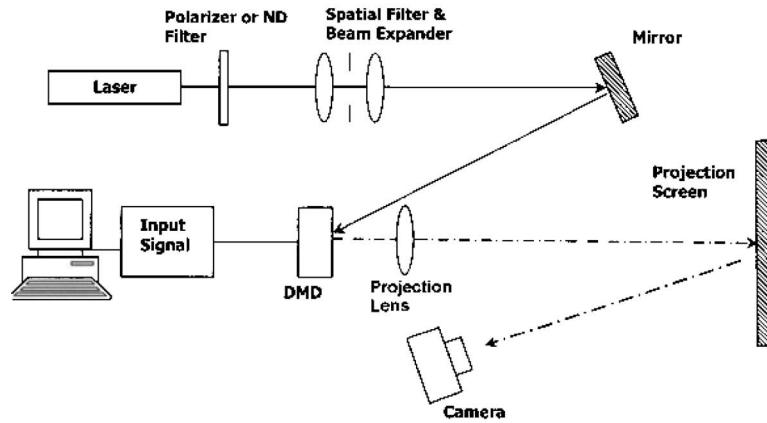 Polarizer or ND
Filter
Spatial Filter &
Beam Expander
Mirror
Laser
Projection
Screen
Input
Signal
DMD
Projection
Lens
Camera